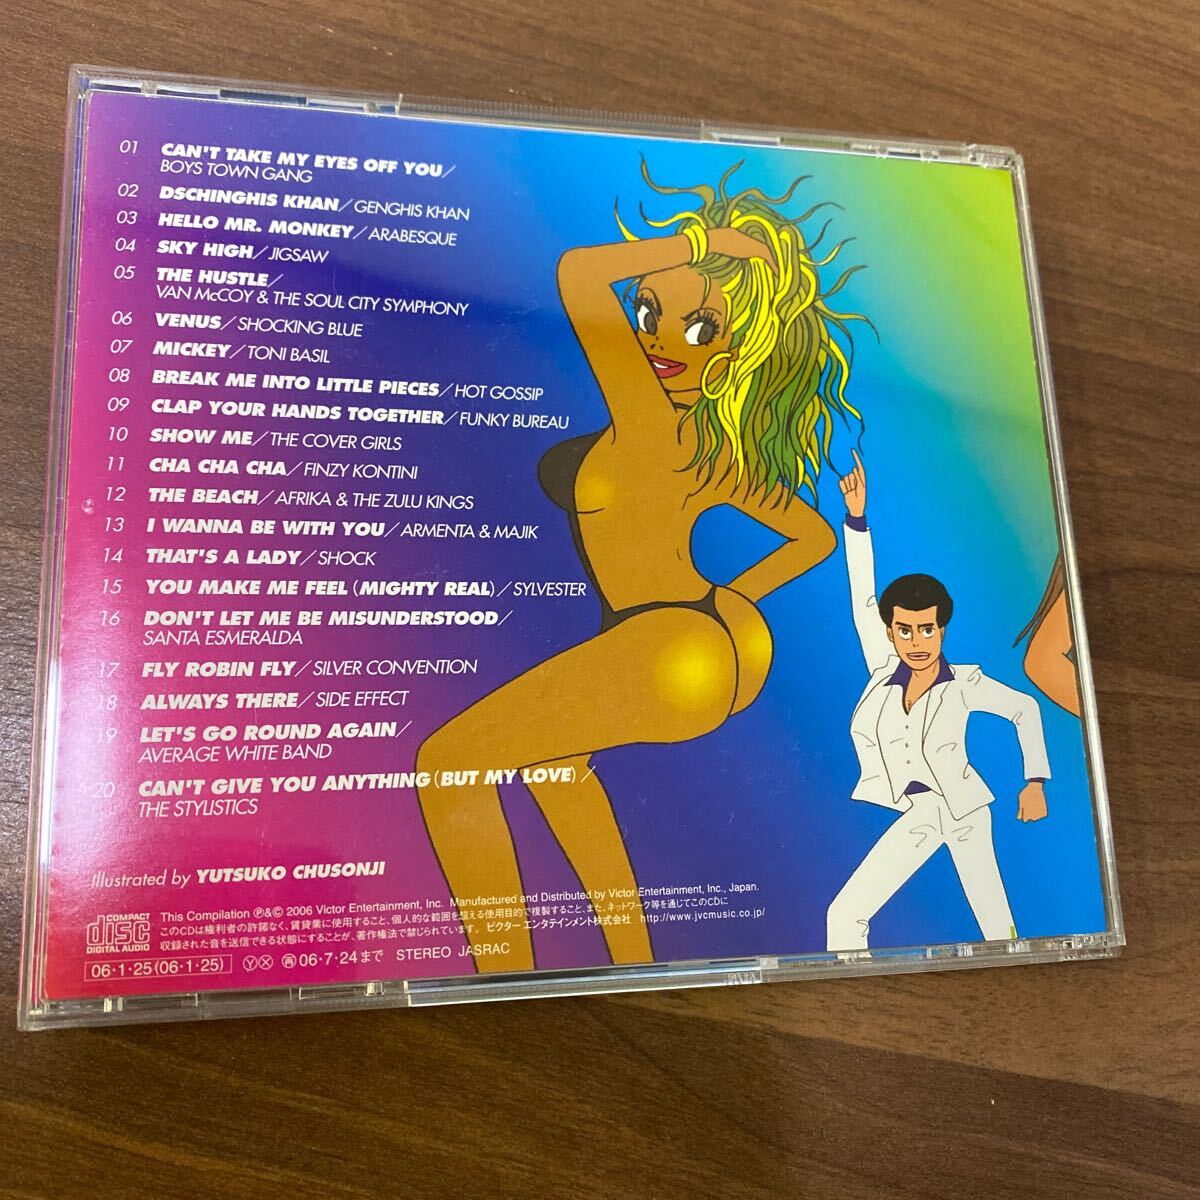 01 CAN'T TAKE MY EYES OFF YOU/
BOYS TOWN GANG
02 DSCHINGHIS KHAN/GENGHIS KHAN
03 HELLO MR. MONKEY/ARABESQUE
04 SKY HIGH/JIGSAW
05 THE HUSTLE/
VAN McCOY & THE SOUL CITY SYMPHONY
06 VENUS/SHOCKING BLUE
07 MICKEY/TONI BASIL
08 BREAK ME INTO LITTLE PIECES/HOT GOSSIP
09 CLAP YOUR HANDS TOGETHER/FUNKY BUREAU
10 SHOW ME/THE COVER GIRLS
11 CHA CHA CHA/FINZY KONTINI
12 THE BEACH/AFRIKA & THE ZULU KINGS
13 I WANNA BE WITH YOU/ARMENTA & MAJIK
14 THAT'S A LADY/SHOCK
15 YOU MAKE ME FEEL (MIGHTY REAL)/SYLVESTER
16 DON'T LET ME BE MISUNDERSTOOD/
SANTA ESMERALDA
17 FLY ROBIN FLY/SILVER CONVENTION
18 ALWAYS THERE/SIDE EFFECT
19 LET'S GO ROUND AGAIN/
AVERAGE WHITE BAND
20 CAN'T GIVE YOU ANYTHING (BUT MY LOVE)/
THE STYLISTICS
Illustrated by YUTSUKO CHUSONJI
COMPACT disc DIGITAL AUDIO
This Compilation ℗&© 2006 Victor Entertainment, Inc. Manufactured and Distributed by Victor Entertainment, Inc., Japan.
このCDは権利者の許諾なく、賃貸業に使用すること、個人的な範囲を超える使用目的で複製すること、また、ネットワーク等を通じてこのCDに
収録された音を送信できる状態にすることが、著作権法で禁じられています。ビクターエンタテインメント株式会社 http://www.jvcmusic.co.jp/
06・1・25(06・1・25) Ⓨ Ⓧ ㊞06・7・24まで STEREO JASRAC